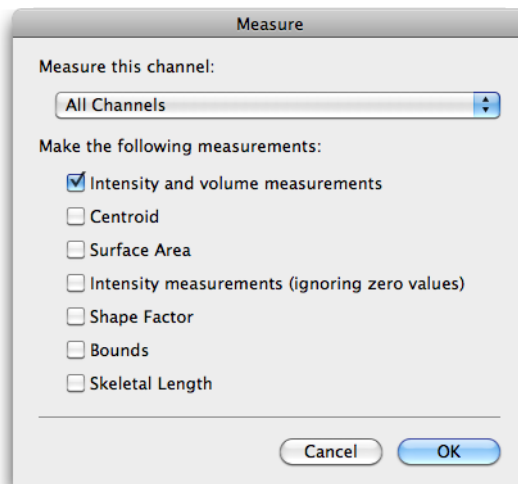 Measure
Measure this channel:
All Channels
Make the following measurements:
Intensity and volume measurements
Centroid
Surface Area
Intensity measurements (ignoring zero values)
Shape Factor
Bounds
Skeletal Length
Cancel OK